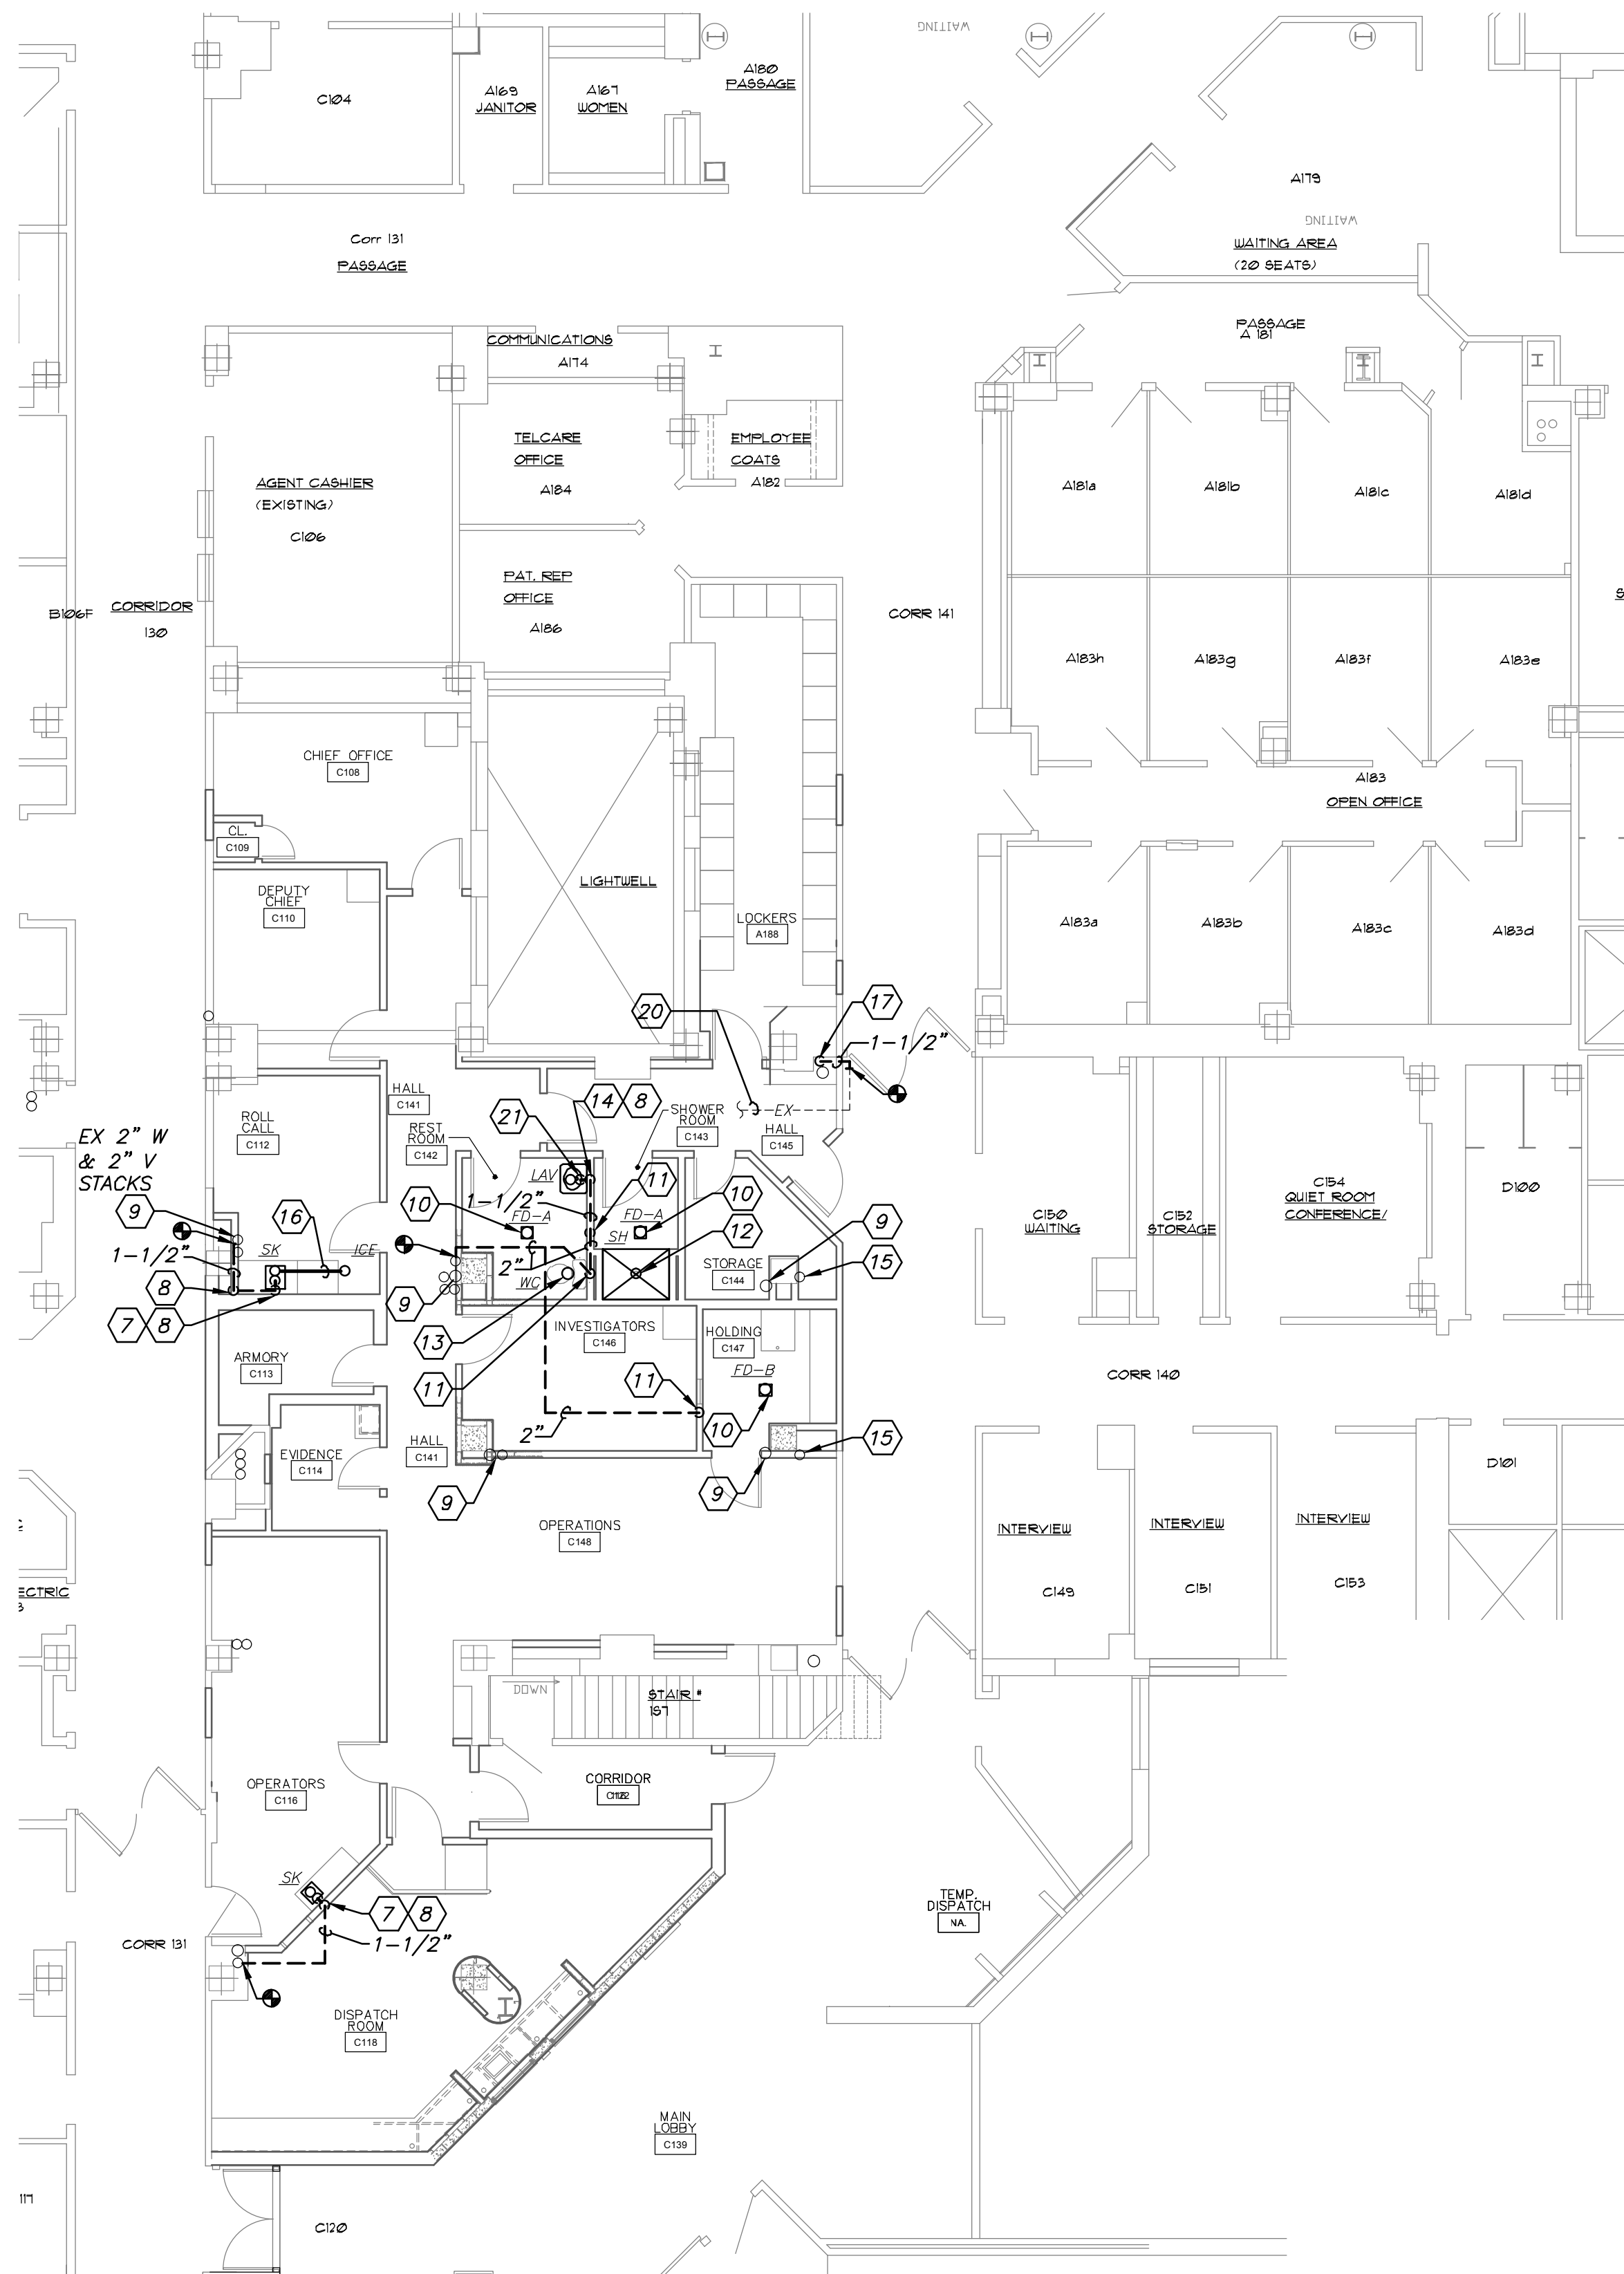 WAITING
C104
A169
JANITOR
A167
WOMEN
A180
PASSAGE
A179
WAITING
WAITING AREA
(20 SEATS)
Corr 131
PASSAGE
PASSAGE
A 181
COMMUNICATIONS
A174
TELCARE
OFFICE
A184
EMPLOYEE
COATS
A182
AGENT CASHIER
(EXISTING)
C106
A181a
A181b
A181c
A181d
PAT. REP
OFFICE
A186
B106F
CORRIDOR
130
CORR 141
A183h
A183g
A183f
A183e
CHIEF OFFICE
C108
A183
OPEN OFFICE
CL.
C109
DEPUTY
CHIEF
C110
LIGHTWELL
LOCKERS
A188
A183a
A183b
A183c
A183d
20
17
1-1/2"
HALL
C141
14
8
21
EX
SHOWER
ROOM
C143
HALL
C145
ROLL
CALL
C112
REST
ROOM
C142
EX 2" W
& 2" V
STACKS
LAV
11
10
1-1/2"
10
FD-A
FD-A
9
16
SH
12
9
C154
QUIET ROOM
CONFERENCE/
D100
C150
WAITING
C152
STORAGE
1-1/2"
SK
ICE
2"
WC
STORAGE
C144
15
8
9
7
8
13
INVESTIGATORS
C146
HOLDING
C147
ARMORY
C113
FD-B
11
11
10
CORR 140
2"
HALL
C141
15
EVIDENCE
C114
9
9
D101
OPERATIONS
C148
INTERVIEW
INTERVIEW
INTERVIEW
C149
C151
C153
ECTRIC
DOWN
STAIR #
1S7
OPERATORS
C116
CORRIDOR
SK
7
8
1-1/2"
TEMP.
DISPATCH
NA.
CORR 131
DISPATCH
ROOM
C118
MAIN
LOBBY
C139
117
C120